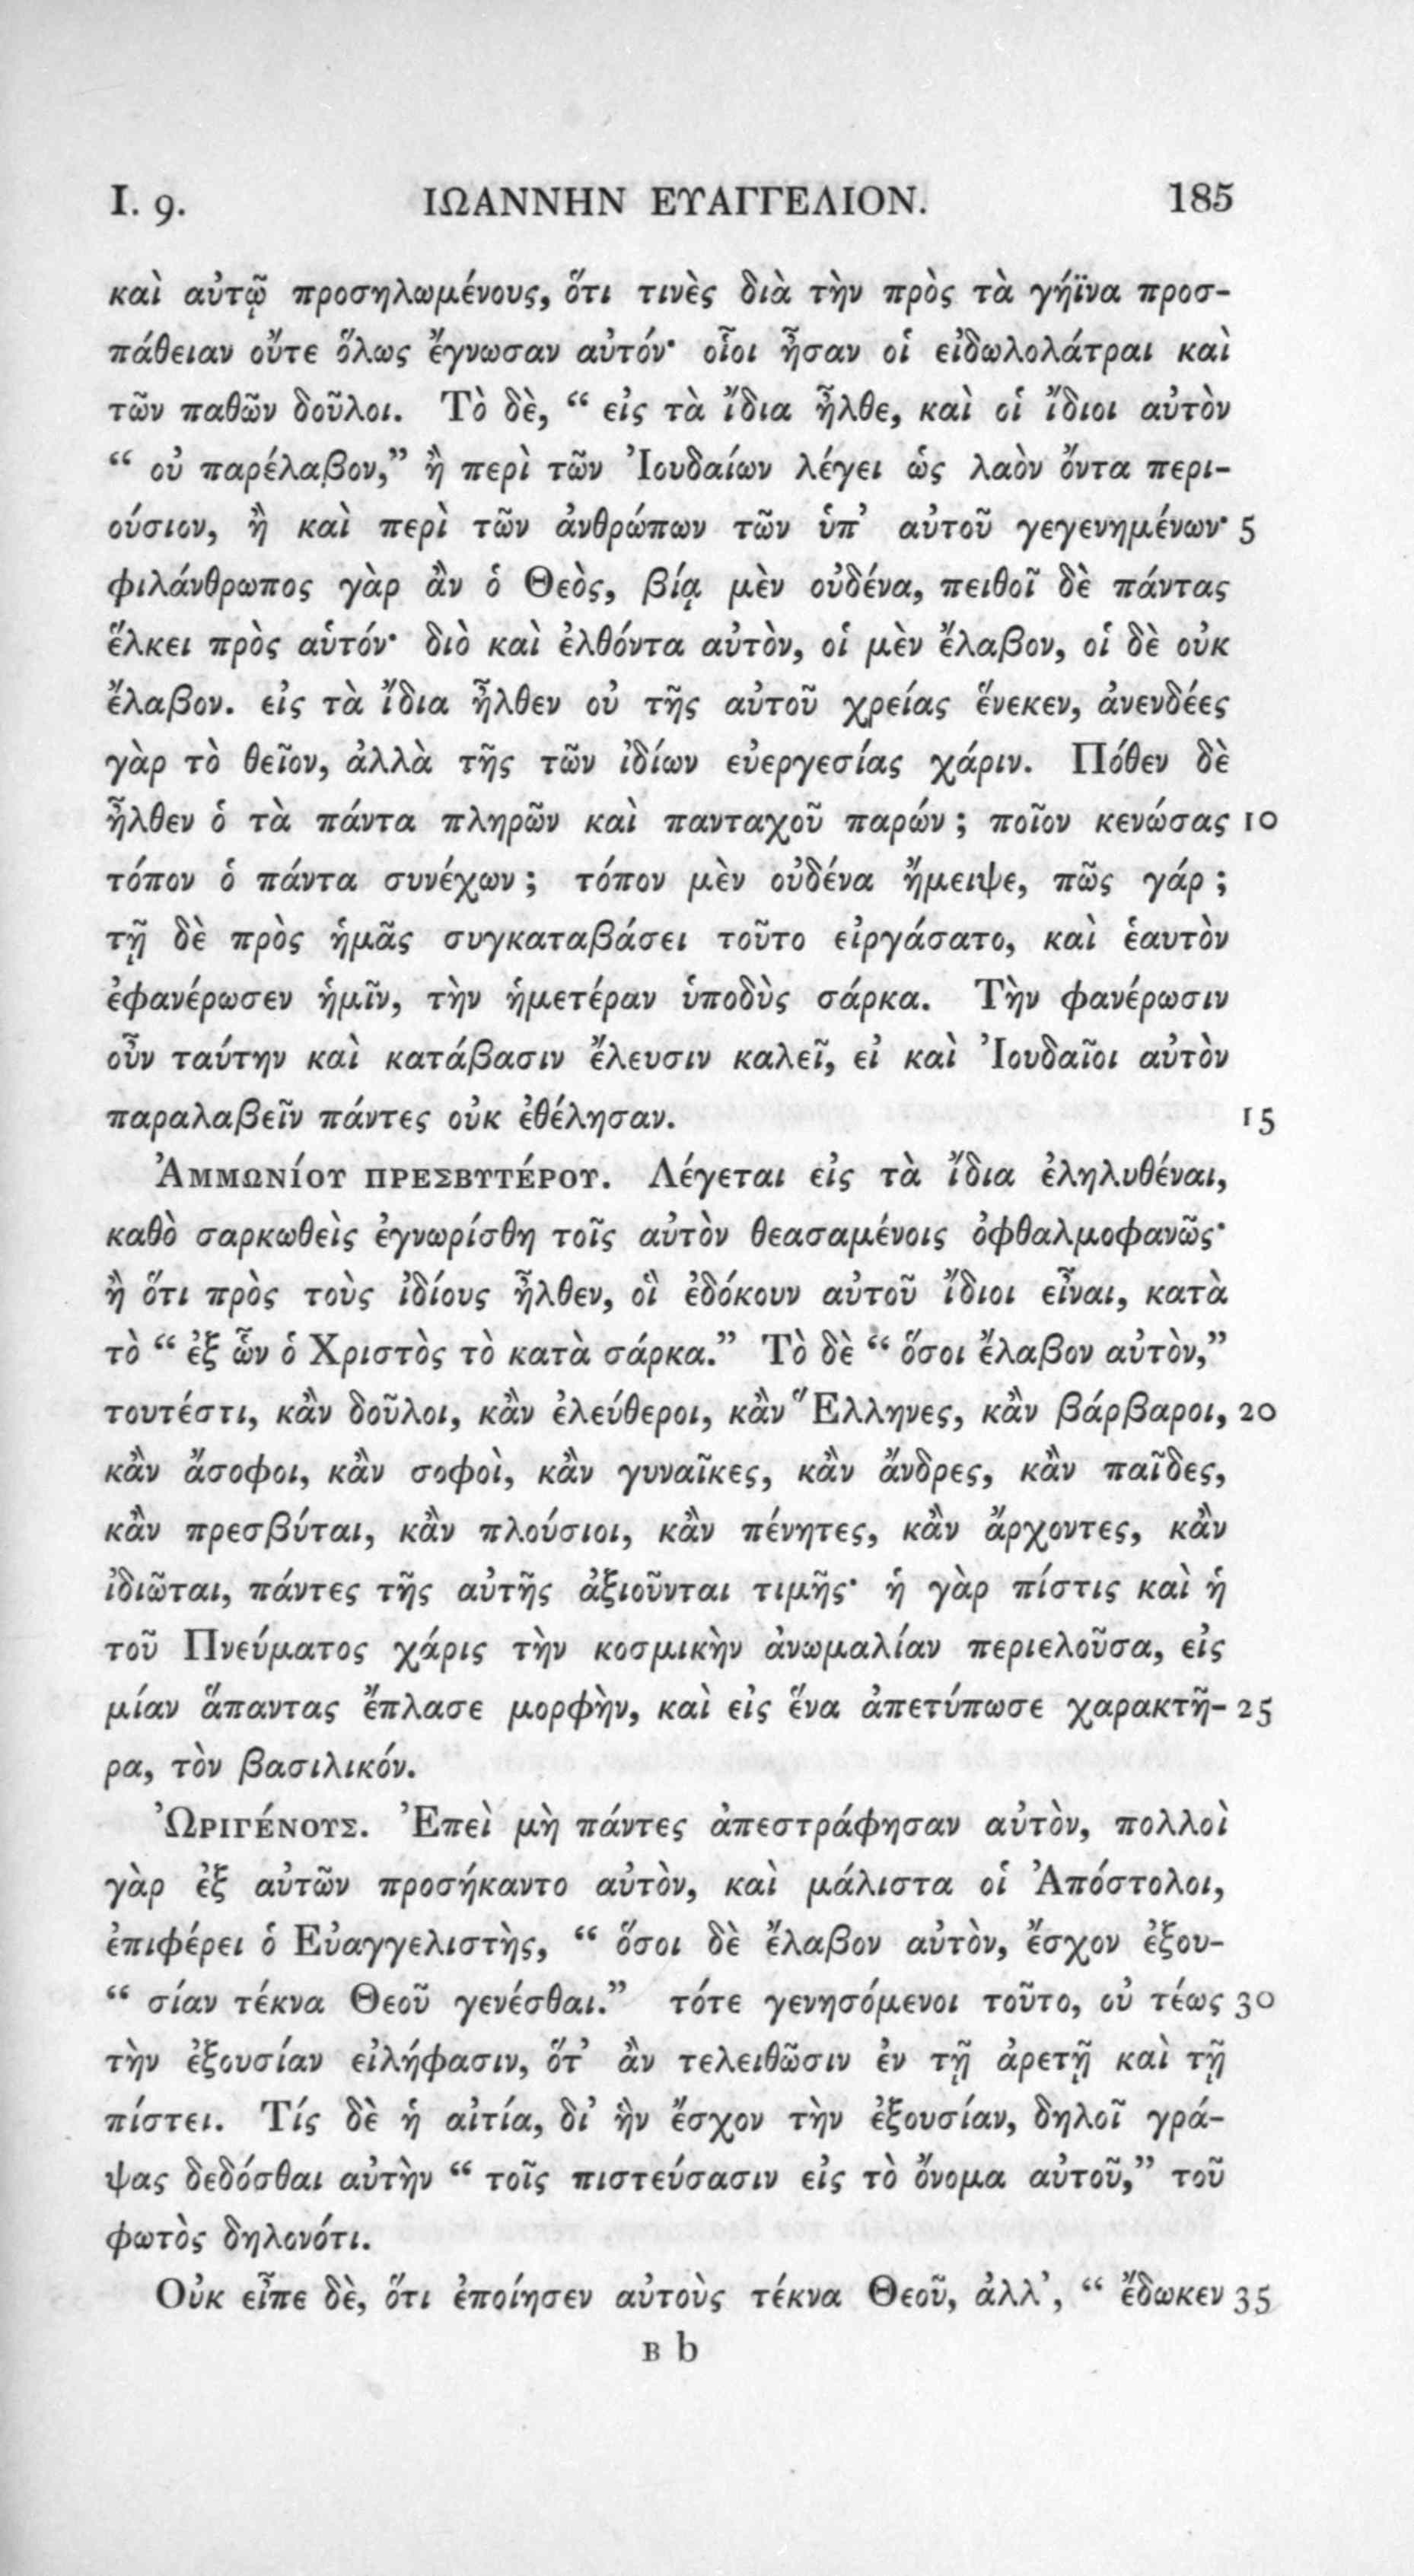 I. 9. ΙΩΑΝΝΗΝ ΕΥΑΓΓΕΛΙΟΝ. 185
καὶ αὐτῷ προσηλωμένους, ὅτι τινὲς διὰ τὴν πρὸς τὰ γήϊνα προσ-
πάθειαν οὔτε ὅλως ἔγνωσαν αὐτόν· οἷοι ἦσαν οἱ εἰδωλολάτραι καὶ
τῶν παθῶν δοῦλοι. Τὸ δὲ, “ εἰς τὰ ἴδια ἦλθε, καὶ οἱ ἴδιοι αὐτὸν
“ οὐ παρέλαβον,” ἢ περὶ τῶν Ἰουδαίων λέγει ὡς λαὸν ὄντα περι-
ούσιον, ἢ καὶ περὶ τῶν ἀνθρώπων τῶν ὑπ’ αὐτοῦ γεγενημένων· 5
φιλάνθρωπος γὰρ ἂν ὁ Θεὸς, βίᾳ μὲν οὐδένα, πειθοῖ δὲ πάντας
ἕλκει πρὸς αὑτόν· διὸ καὶ ἐλθόντα αὐτὸν, οἱ μὲν ἔλαβον, οἱ δὲ οὐκ
ἔλαβον. εἰς τὰ ἴδια ἦλθεν οὐ τῆς αὐτοῦ χρείας ἕνεκεν, ἀνενδέες
γὰρ τὸ θεῖον, ἀλλὰ τῆς τῶν ἰδίων εὐεργεσίας χάριν. Πόθεν δὲ
ἦλθεν ὁ τὰ πάντα πληρῶν καὶ πανταχοῦ παρών ; ποῖον κενώσας 10
τόπον ὁ πάντα συνέχων ; τόπον μὲν οὐδένα ἤμειψε, πῶς γάρ ;
τῇ δὲ πρὸς ἡμᾶς συγκαταβάσει τοῦτο εἰργάσατο, καὶ ἑαυτὸν
ἐφανέρωσεν ἡμῖν, τὴν ἡμετέραν ὑποδὺς σάρκα. Τὴν φανέρωσιν
οὖν ταύτην καὶ κατάβασιν ἔλευσιν καλεῖ, εἰ καὶ Ἰουδαῖοι αὐτὸν
παραλαβεῖν πάντες οὐκ ἐθέλησαν. 15
ἈΜΜΩΝίΟΥ ΠΡΕΣΒΥΤέΡΟΥ. Λέγεται εἰς τὰ ἴδια ἐληλυθέναι,
καθὸ σαρκωθεὶς ἐγνωρίσθη τοῖς αὐτὸν θεασαμένοις ὀφθαλμοφανῶς·
ἢ ὅτι πρὸς τοὺς ἰδίους ἦλθεν, οἳ ἐδόκουν αὐτοῦ ἴδιοι εἶναι, κατὰ
τὸ “ ἐξ ὧν ὁ Χριστὸς τὸ κατὰ σάρκα.” Τὸ δὲ “ ὅσοι ἔλαβον αὐτὸν,”
τουτέστι, κἂν δοῦλοι, κἂν ἐλεύθεροι, κἂν Ἕλληνες, κἂν βάρβαροι, 20
κἂν ἄσοφοι, κἂν σοφοὶ, κἂν γυναῖκες, κἂν ἄνδρες, κἂν παῖδες,
κἂν πρεσβύται, κἂν πλούσιοι, κἂν πένητες, κἂν ἄρχοντες, κἂν
ἰδιῶται, πάντες τῆς αὐτῆς ἀξιοῦνται τιμῆς· ἡ γὰρ πίστις καὶ ἡ
τοῦ Πνεύματος χάρις τὴν κοσμικὴν ἀνωμαλίαν περιελοῦσα, εἰς
μίαν ἅπαντας ἔπλασε μορφὴν, καὶ εἰς ἕνα ἀπετύπωσε χαρακτῆ- 25
ρα, τὸν βασιλικόν.
ὨΡΙΓέΝΟΥΣ. Ἐπεὶ μὴ πάντες ἀπεστράφησαν αὐτὸν, πολλοὶ
γὰρ ἐξ αὐτῶν προσήκαντο αὐτὸν, καὶ μάλιστα οἱ Ἀπόστολοι,
ἐπιφέρει ὁ Εὐαγγελιστὴς, “ ὅσοι δὲ ἔλαβον αὐτὸν, ἔσχον ἐξου-
“ σίαν τέκνα Θεοῦ γενέσθαι.” τότε γενησόμενοι τοῦτο, οὐ τέως 30
τὴν ἐξουσίαν εἰλήφασιν, ὅτ’ ἂν τελειθῶσιν ἐν τῇ ἀρετῇ καὶ τῇ
πίστει. Τίς δὲ ἡ αἰτία, δι’ ἣν ἔσχον τὴν ἐξουσίαν, δηλοῖ γρά-
ψας δεδόσθαι αὐτὴν “ τοῖς πιστεύσασιν εἰς τὸ ὄνομα αὐτοῦ,” τοῦ
φωτὸς δηλονότι.
Οὐκ εἶπε δὲ, ὅτι ἐποίησεν αὐτοὺς τέκνα Θεοῦ, ἀλλ’, “ ἔδωκεν 35
B b